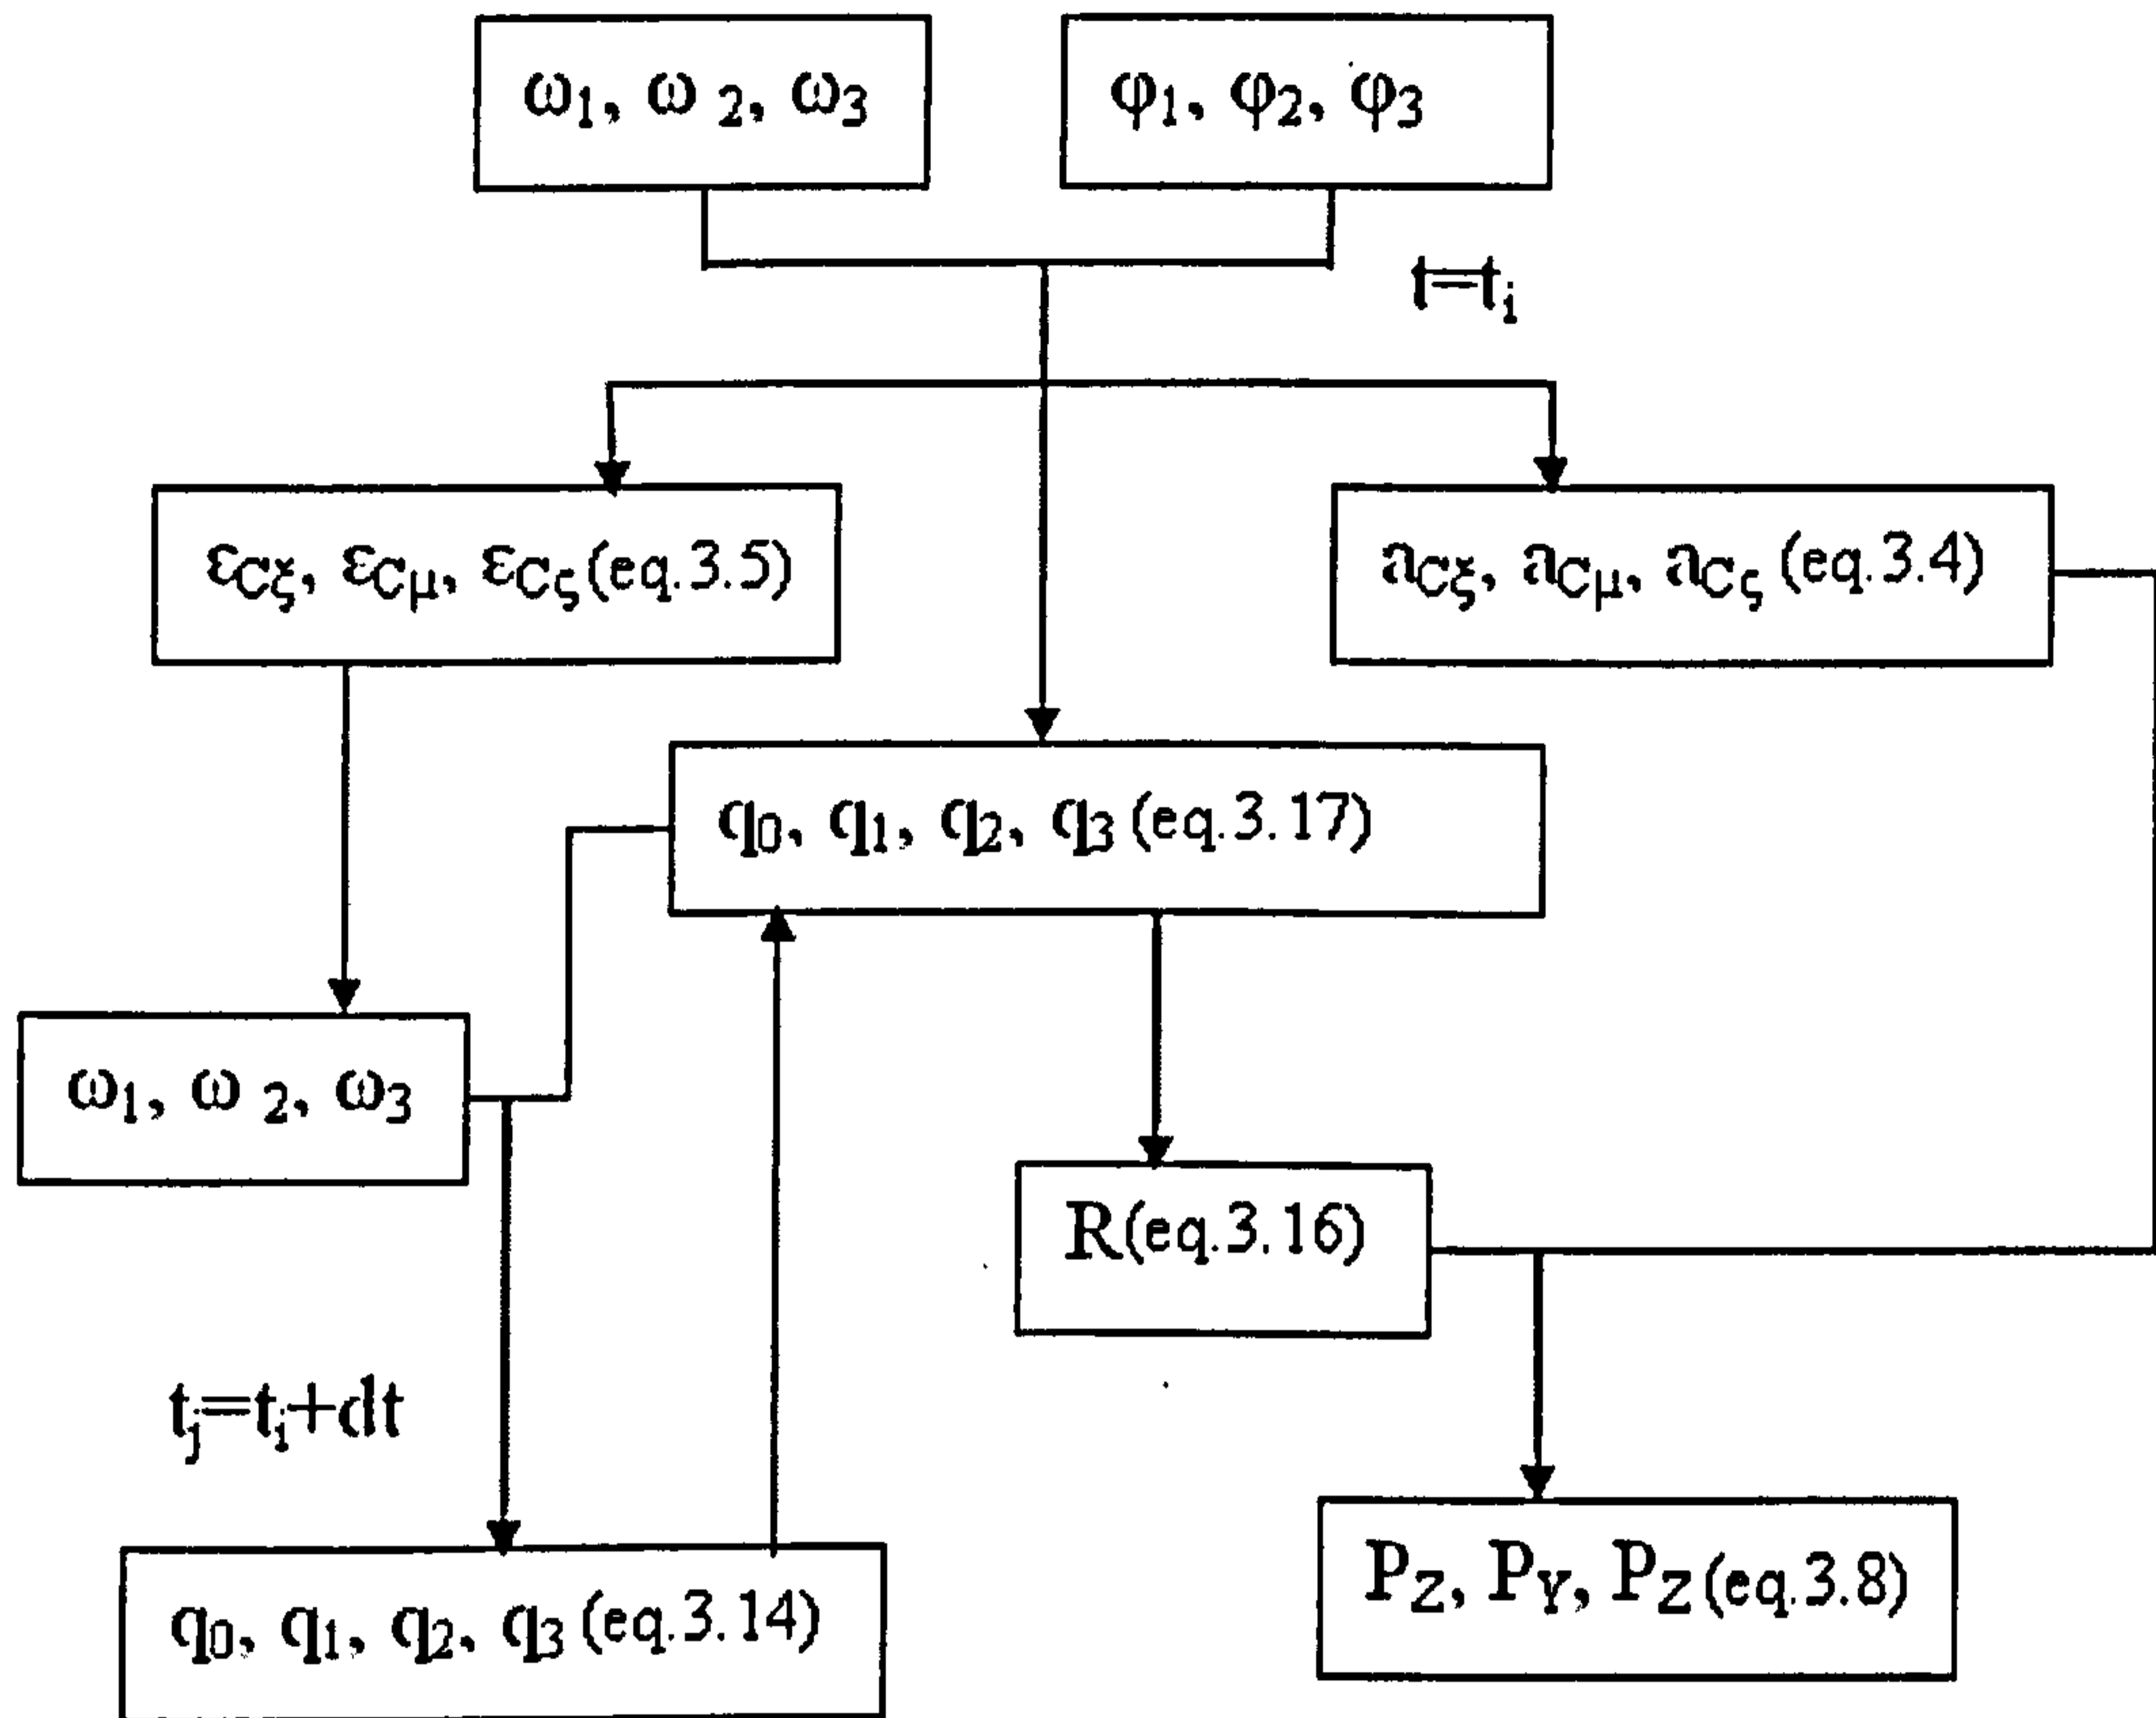 ω1, ω 2, ω3
φ1, φ2, φ3
t=ti
εCξ, εCμ, εCς (eq.3.5)
aCξ, aCμ, aCς (eq.3.4)
q0, q1, q2, q3 (eq.3.17)
ω1, ω 2, ω3
R(eq.3.16)
tj=ti+dt
PZ, PY, PZ (eq.3.8)
q0, q1, q2, q3 (eq.3.14)